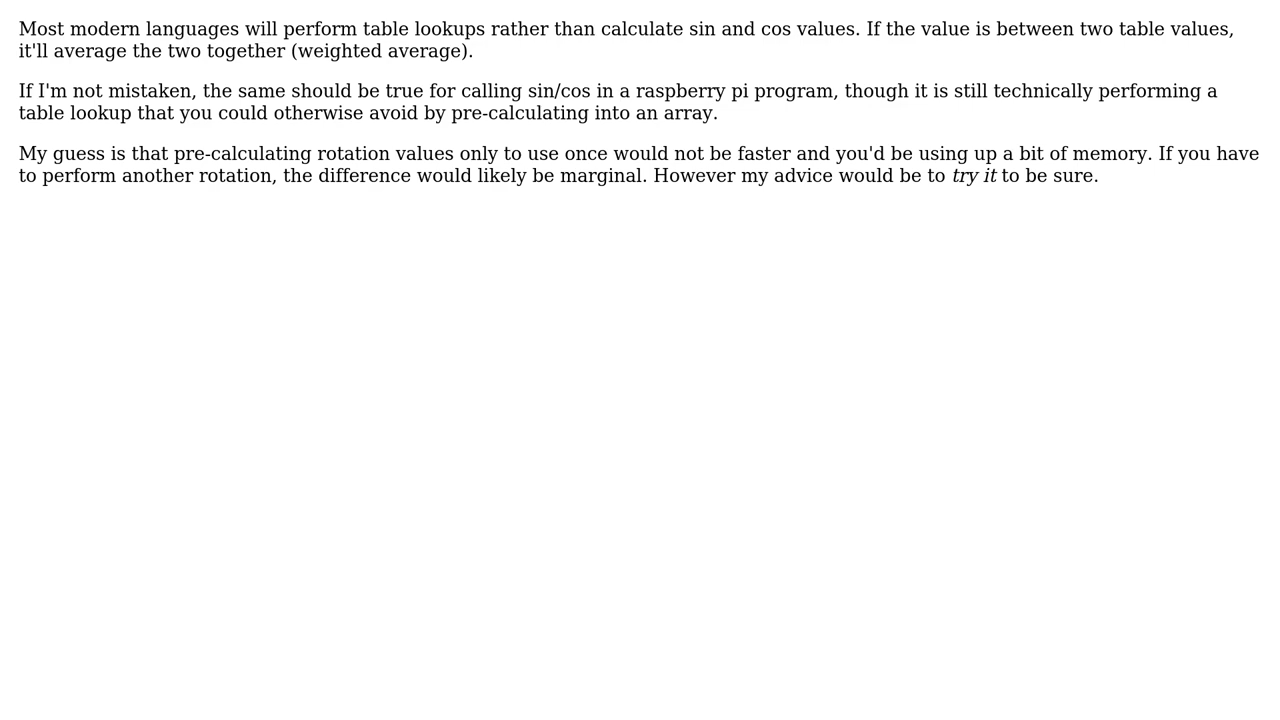 Most modern languages will perform table lookups rather than calculate sin and cos values. If the value is between two table values,
it'll average the two together (weighted average).
If I'm not mistaken, the same should be true for calling sin/cos in a raspberry pi program, though it is still technically performing a
table lookup that you could otherwise avoid by pre-calculating into an array.
My guess is that pre-calculating rotation values only to use once would not be faster and you'd be using up a bit of memory. If you have
to perform another rotation, the difference would likely be marginal. However my advice would be to try it to be sure.